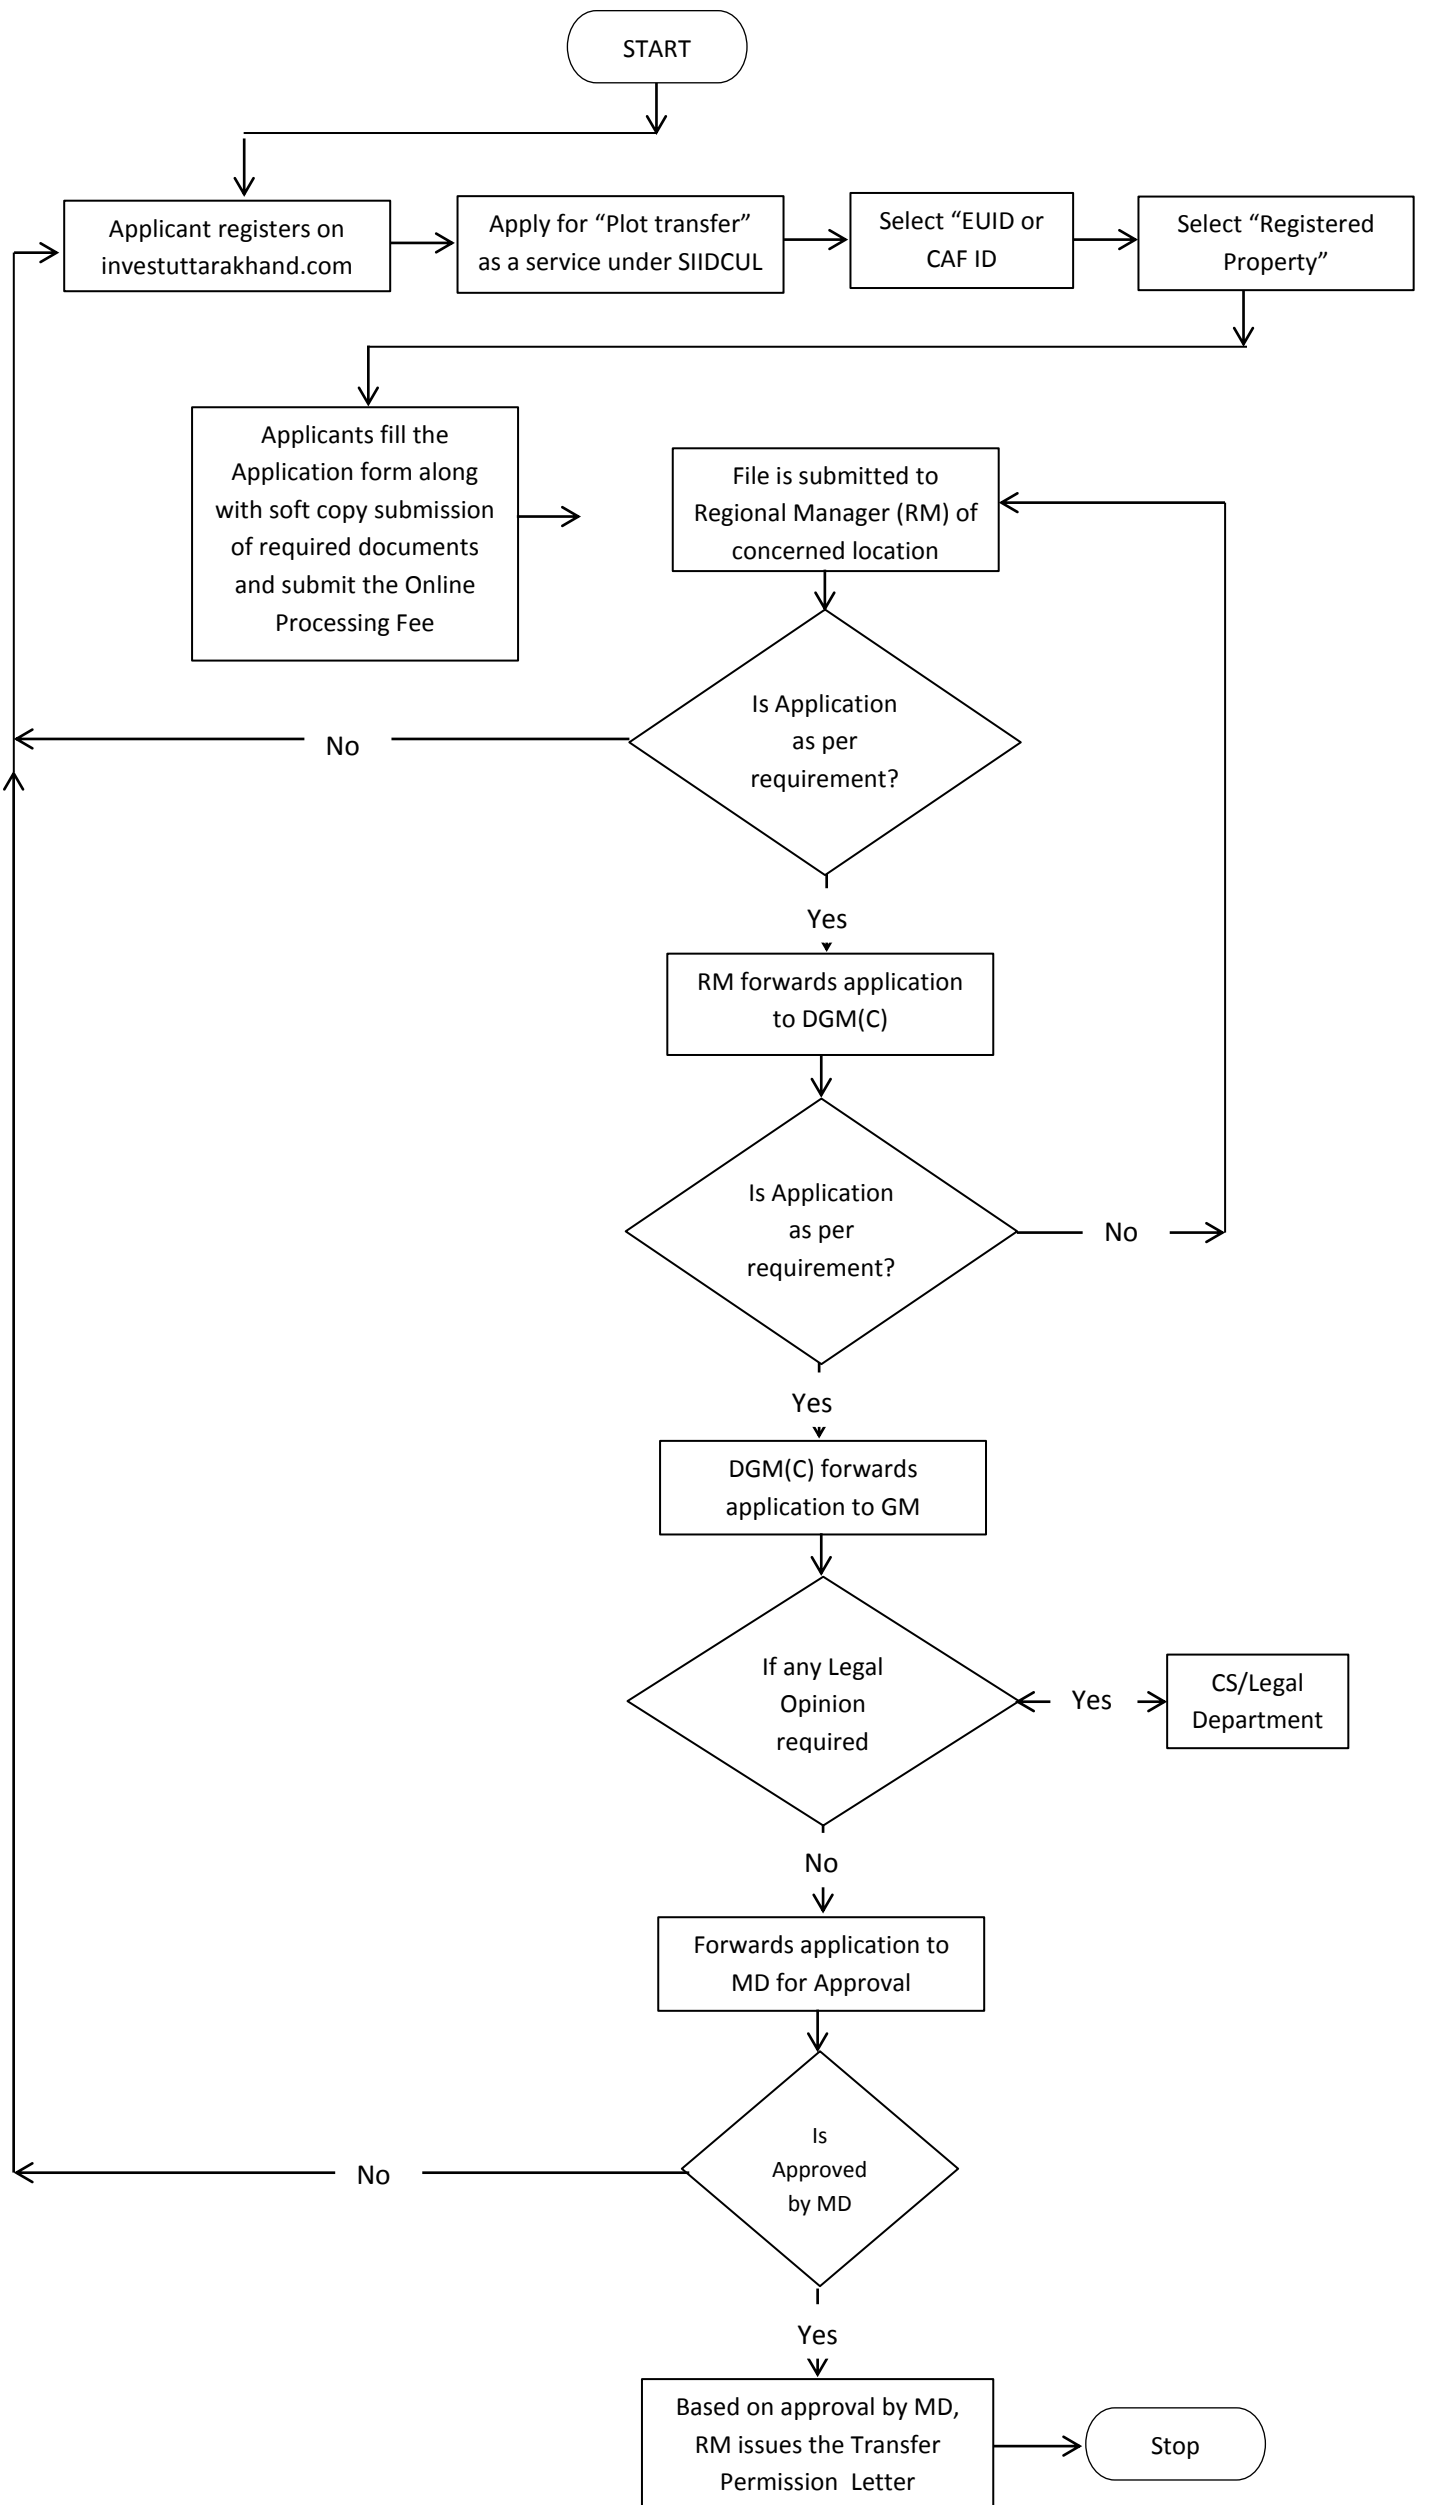 START
Applicant registers on
investuttarakhand.com
Apply for “Plot transfer”
as a service under SIIDCUL
Select “EUID or
CAF ID
Select “Registered
Property”
Applicants fill the
Application form along
with soft copy submission
of required documents
and submit the Online
Processing Fee
File is submitted to
Regional Manager (RM) of
concerned location
Is Application
as per
requirement?
No
Yes
RM forwards application
to DGM(C)
Is Application
as per
requirement?
No
Yes
DGM(C) forwards
application to GM
If any Legal
Opinion
required
Yes
CS/Legal
Department
No
Forwards application to
MD for Approval
Is
Approved
by MD
No
Yes
Based on approval by MD,
RM issues the Transfer
Permission Letter
Stop